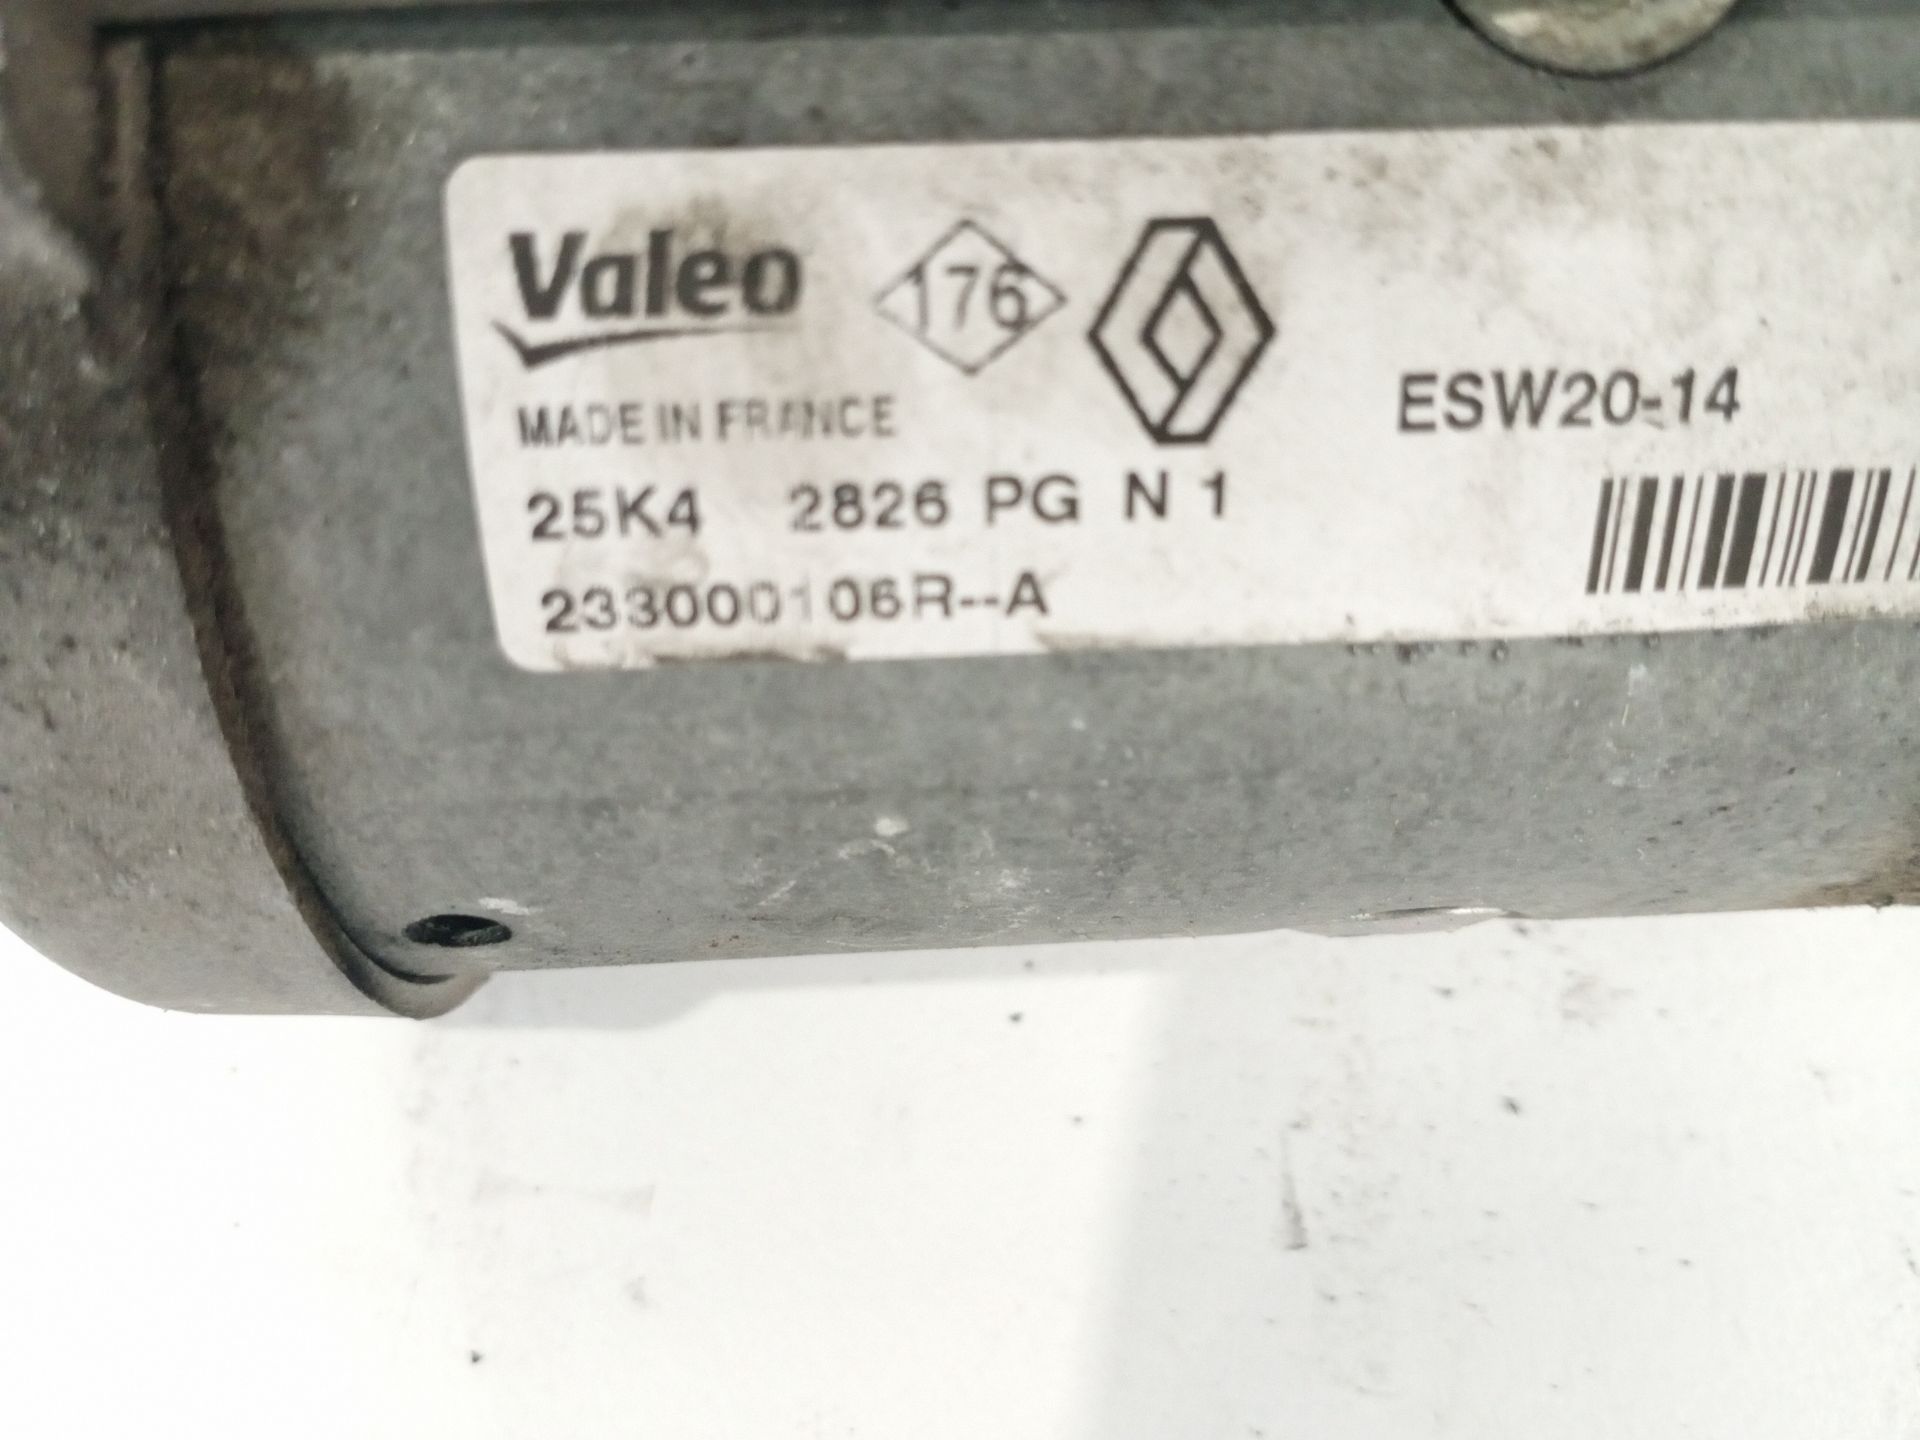 Valeo
176
MADE IN FRANCE
ESW20-14
25K4 2826 PG N 1
233000106R--A